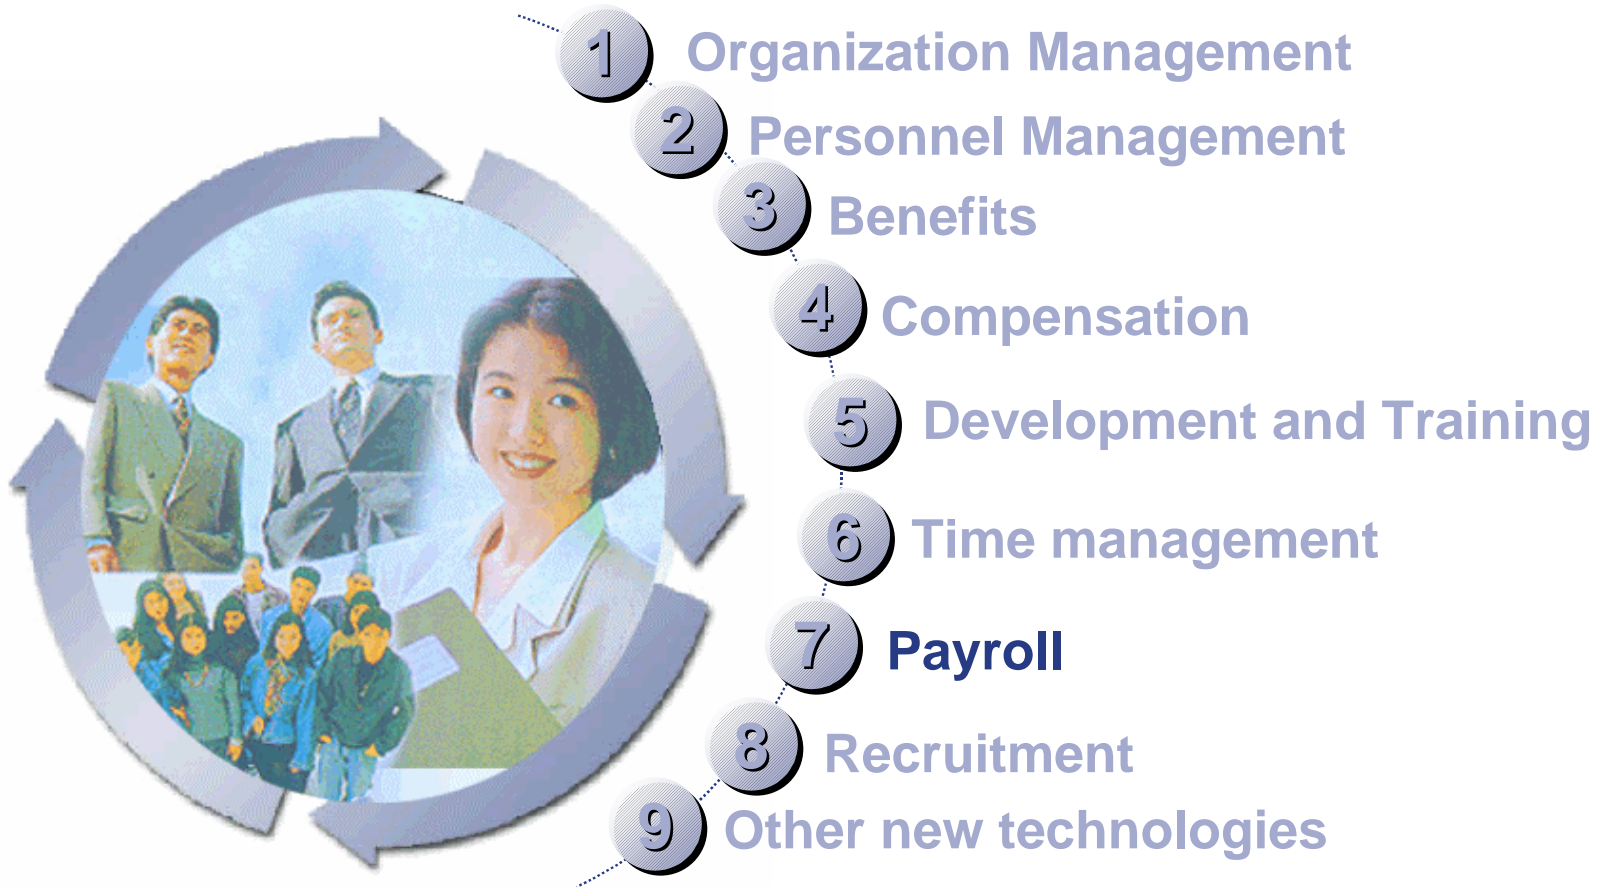 1 Organization Management
2 Personnel Management
3 Benefits
4 Compensation
5 Development and Training
6 Time management
7 Payroll
8 Recruitment
9 Other new technologies